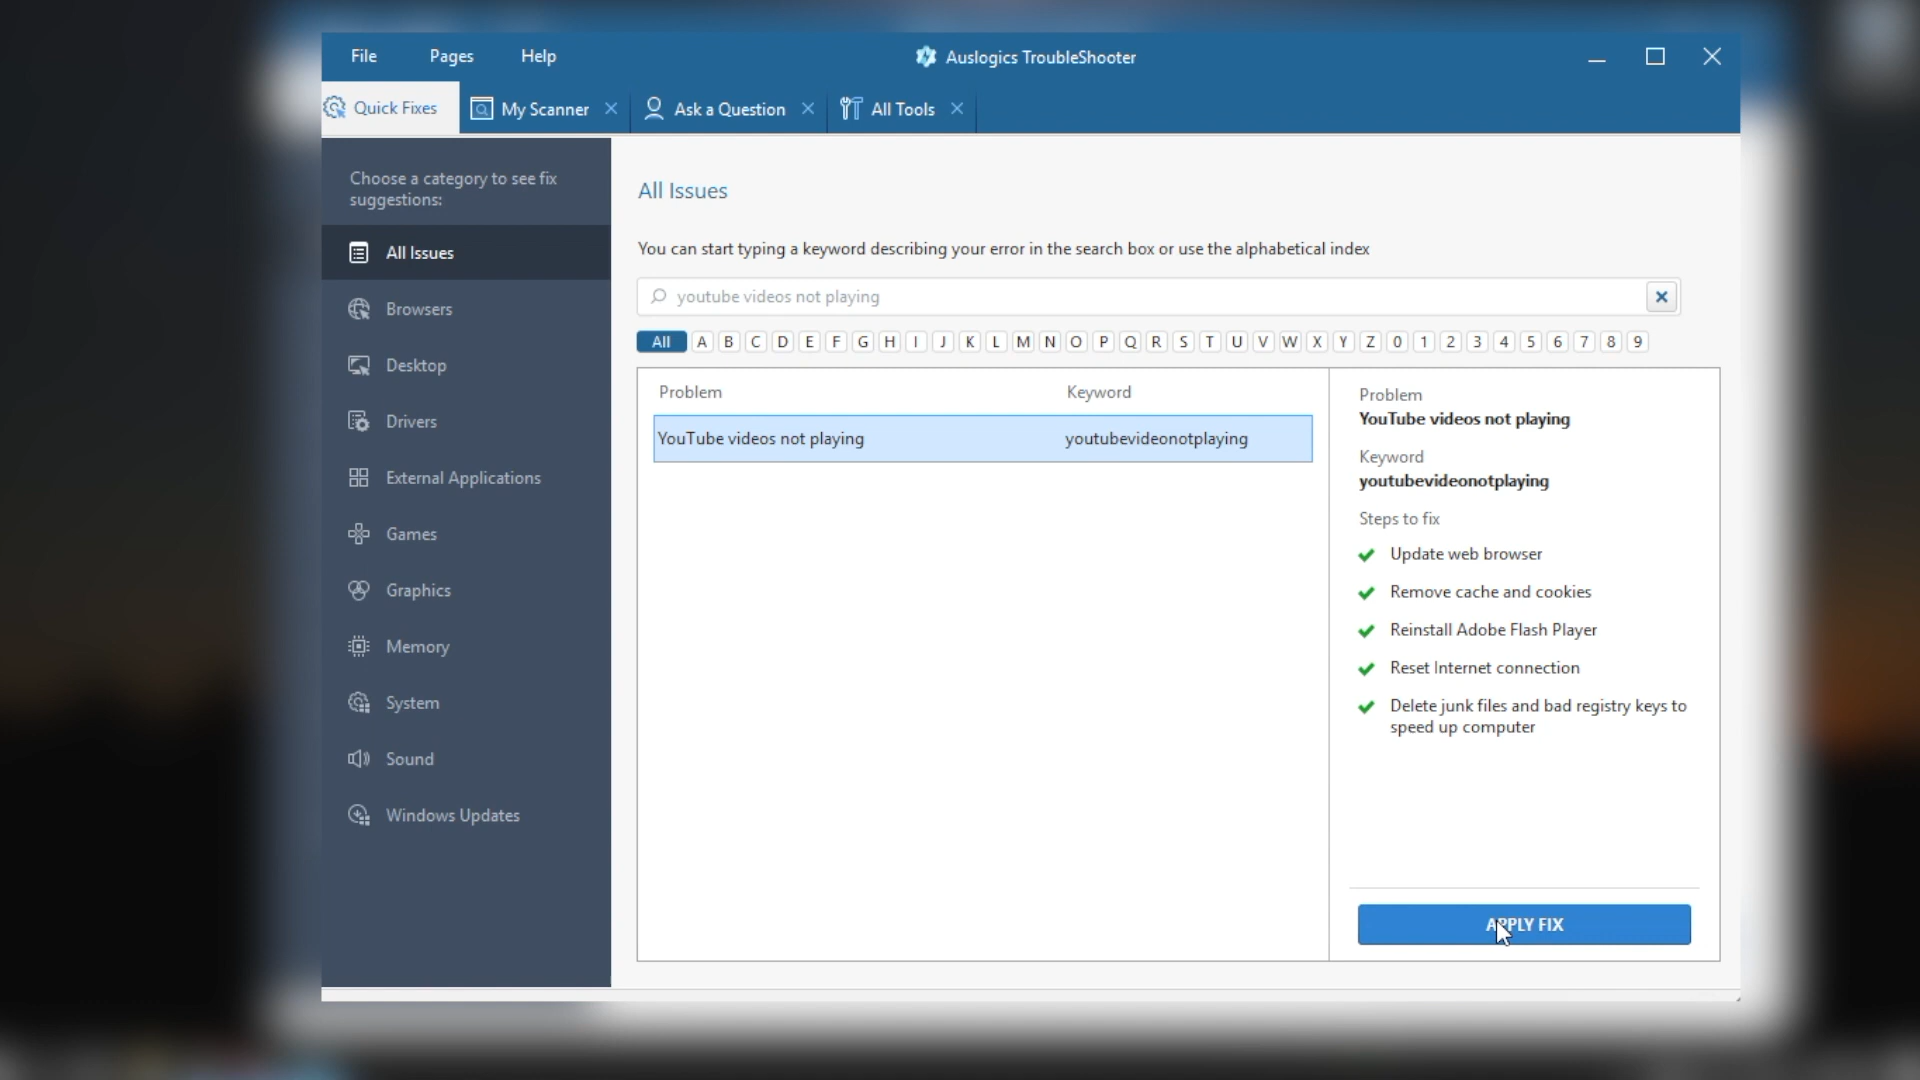 File
Pages
Help
Auslogics TroubleShooter
Quick Fixes
My Scanner
Ask a Question
All Tools
Choose a category to see fix
suggestions:
All Issues
Browsers
Desktop
Drivers
External Applications
Games
Graphics
Memory
System
Sound
Windows Updates
All Issues
You can start typing a keyword describing your error in the search box or use the alphabetical index
youtube videos not playing
All A B C D E F G H I J K L M N O P Q R S T U V W X Y Z 0 1 2 3 4 5 6 7 8 9
Problem Keyword
YouTube videos not playing youtubevideonotplaying
Problem
YouTube videos not playing
Keyword
youtubevideonotplaying
Steps to fix
Update web browser
Remove cache and cookies
Reinstall Adobe Flash Player
Reset Internet connection
Delete junk files and bad registry keys to
speed up computer
APPLY FIX